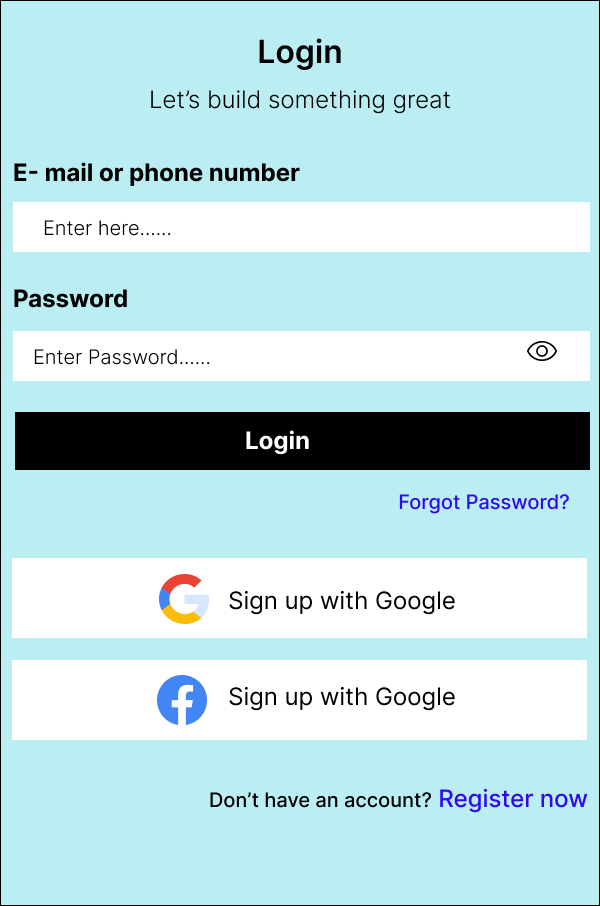 Login
Let’s build something great
E- mail or phone number
Enter here......
Password
Enter Password......
Login
Forgot Password?
Sign up with Google
Sign up with Google
Don’t have an account? Register now